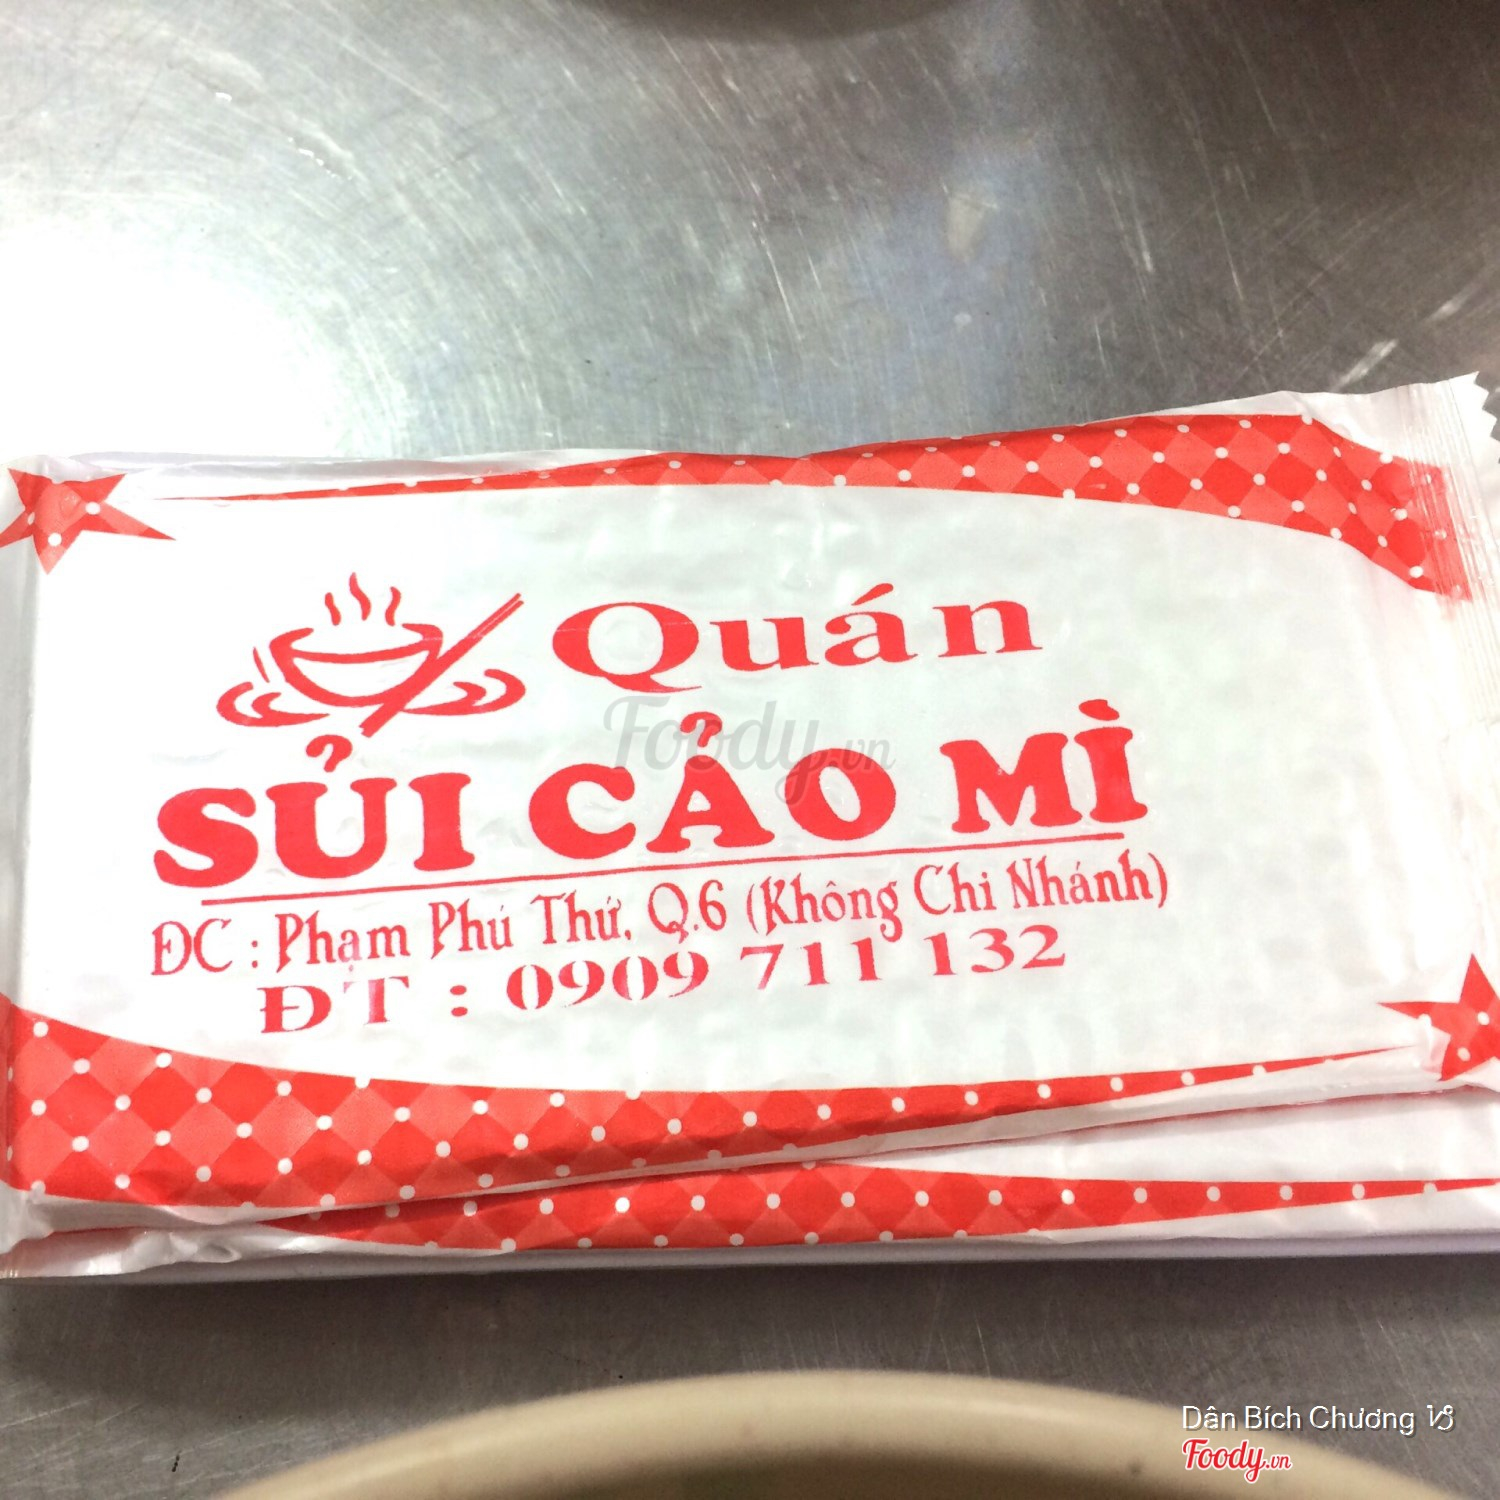 Quán
SỦI CẢO MÌ
ĐC : Phạm Phú Thứ, Q.6 (Không Chi Nhánh)
ĐT : 0909 711 132
Foody.vn
Dân Bích Chương
Foody.vn